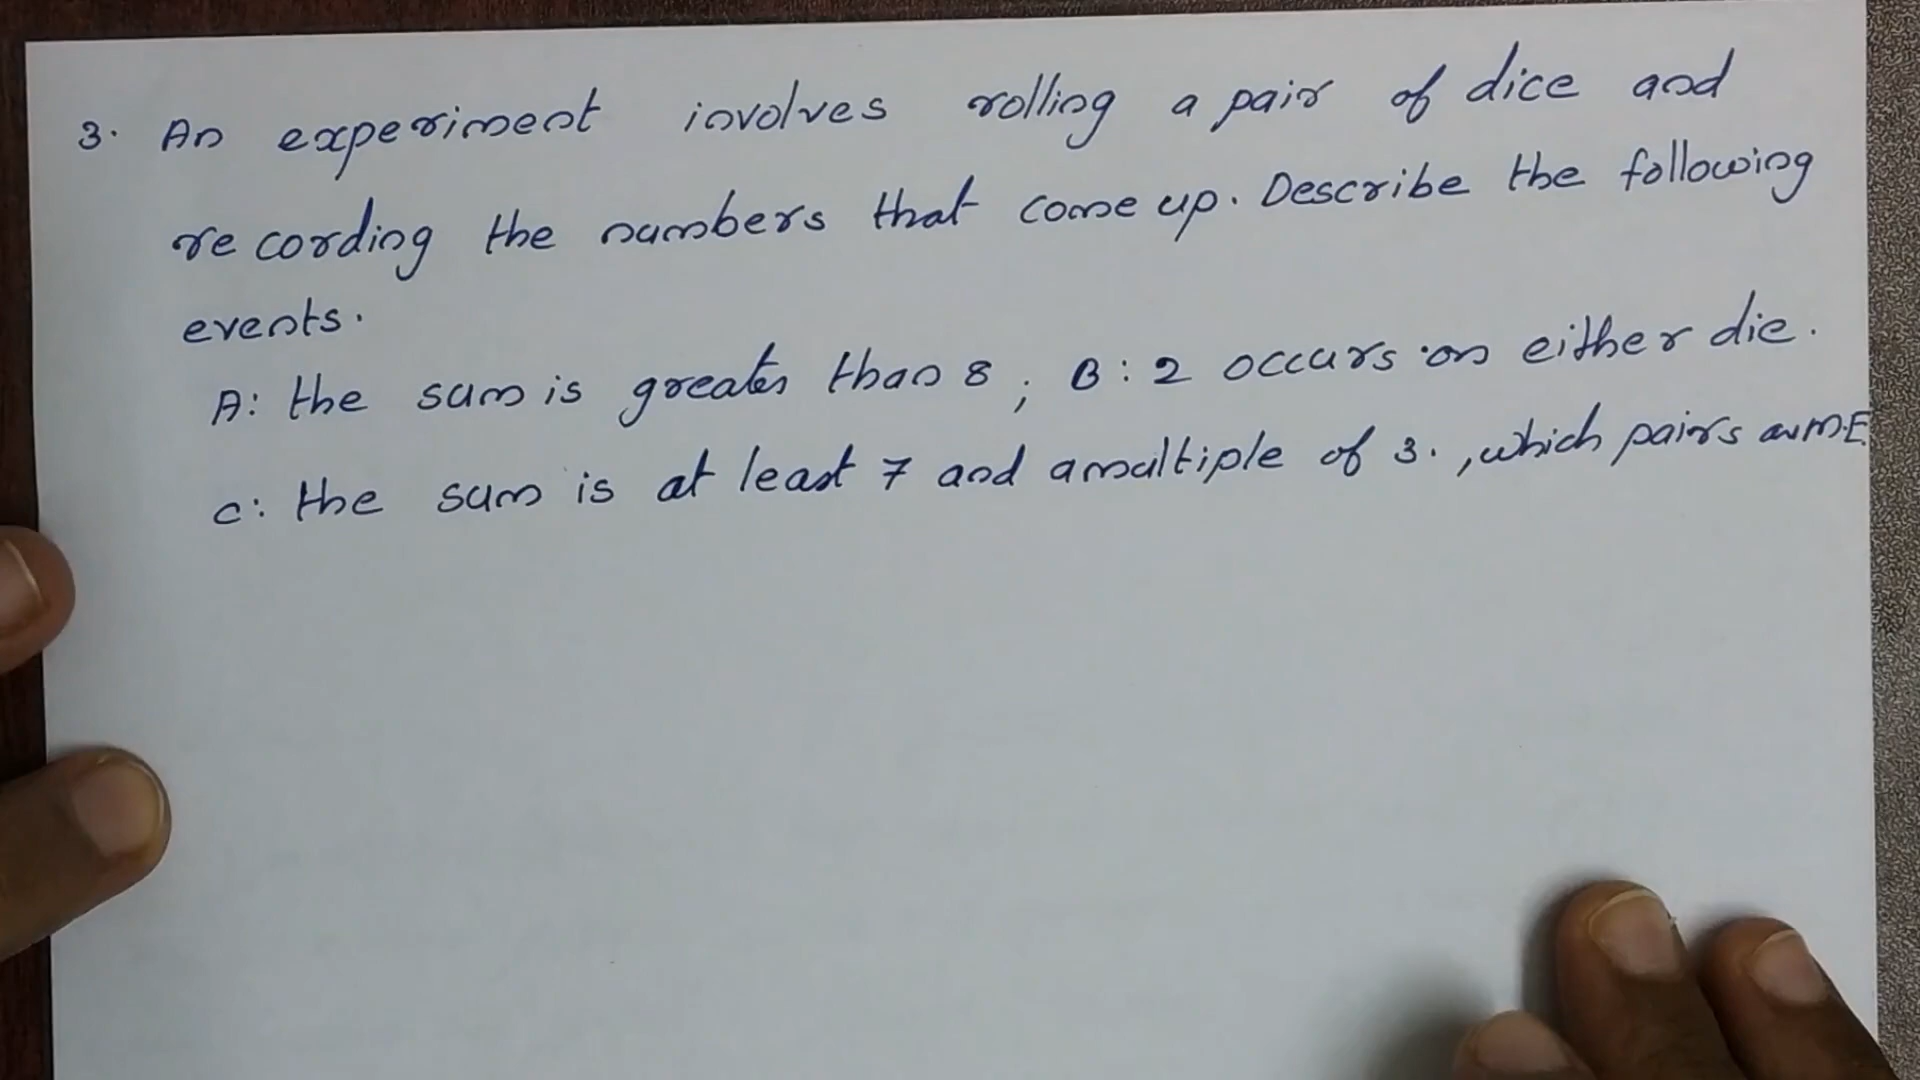 3. An experiment involves rolling a pair of dice and
recording the numbers that come up. Describe the following
events.
A: the sum is greater than 8; B: 2 occurs on either die.
C: the sum is at least 7 and a multiple of 3., which pairs are M.E